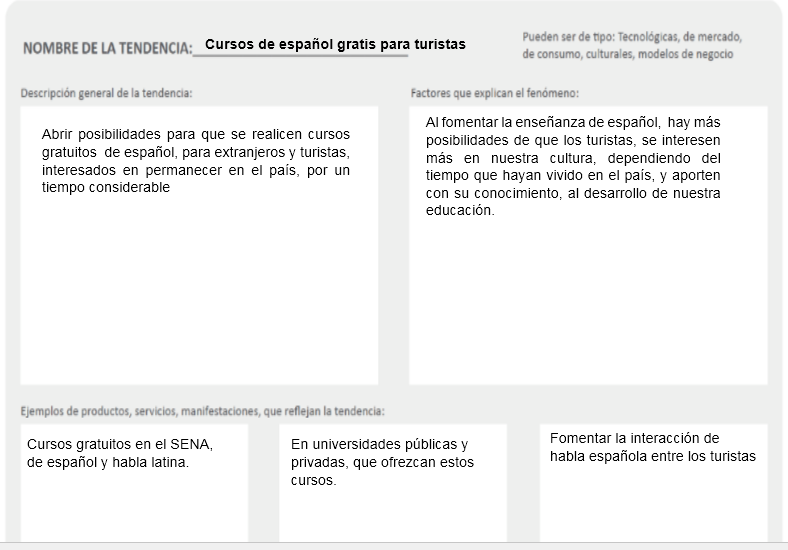 NOMBRE DE LA TENDENCIA: Cursos de español gratis para turistas
Pueden ser de tipo: Tecnológicas, de mercado,
de consumo, culturales, modelos de negocio
Descripción general de la tendencia:
Abrir posibilidades para que se realicen cursos
gratuitos de español, para extranjeros y turistas,
interesados en permanecer en el país, por un
tiempo considerable
Factores que explican el fenómeno:
Al fomentar la enseñanza de español, hay más
posibilidades de que los turistas, se interesen
más en nuestra cultura, dependiendo del
tiempo que hayan vivido en el país, y aporten
con su conocimiento, al desarrollo de nuestra
educación.
Ejemplos de productos, servicios, manifestaciones, que reflejan la tendencia:
Cursos gratuitos en el SENA,
de español y habla latina.
En universidades públicas y
privadas, que ofrezcan estos
cursos.
Fomentar la interacción de
habla española entre los turistas